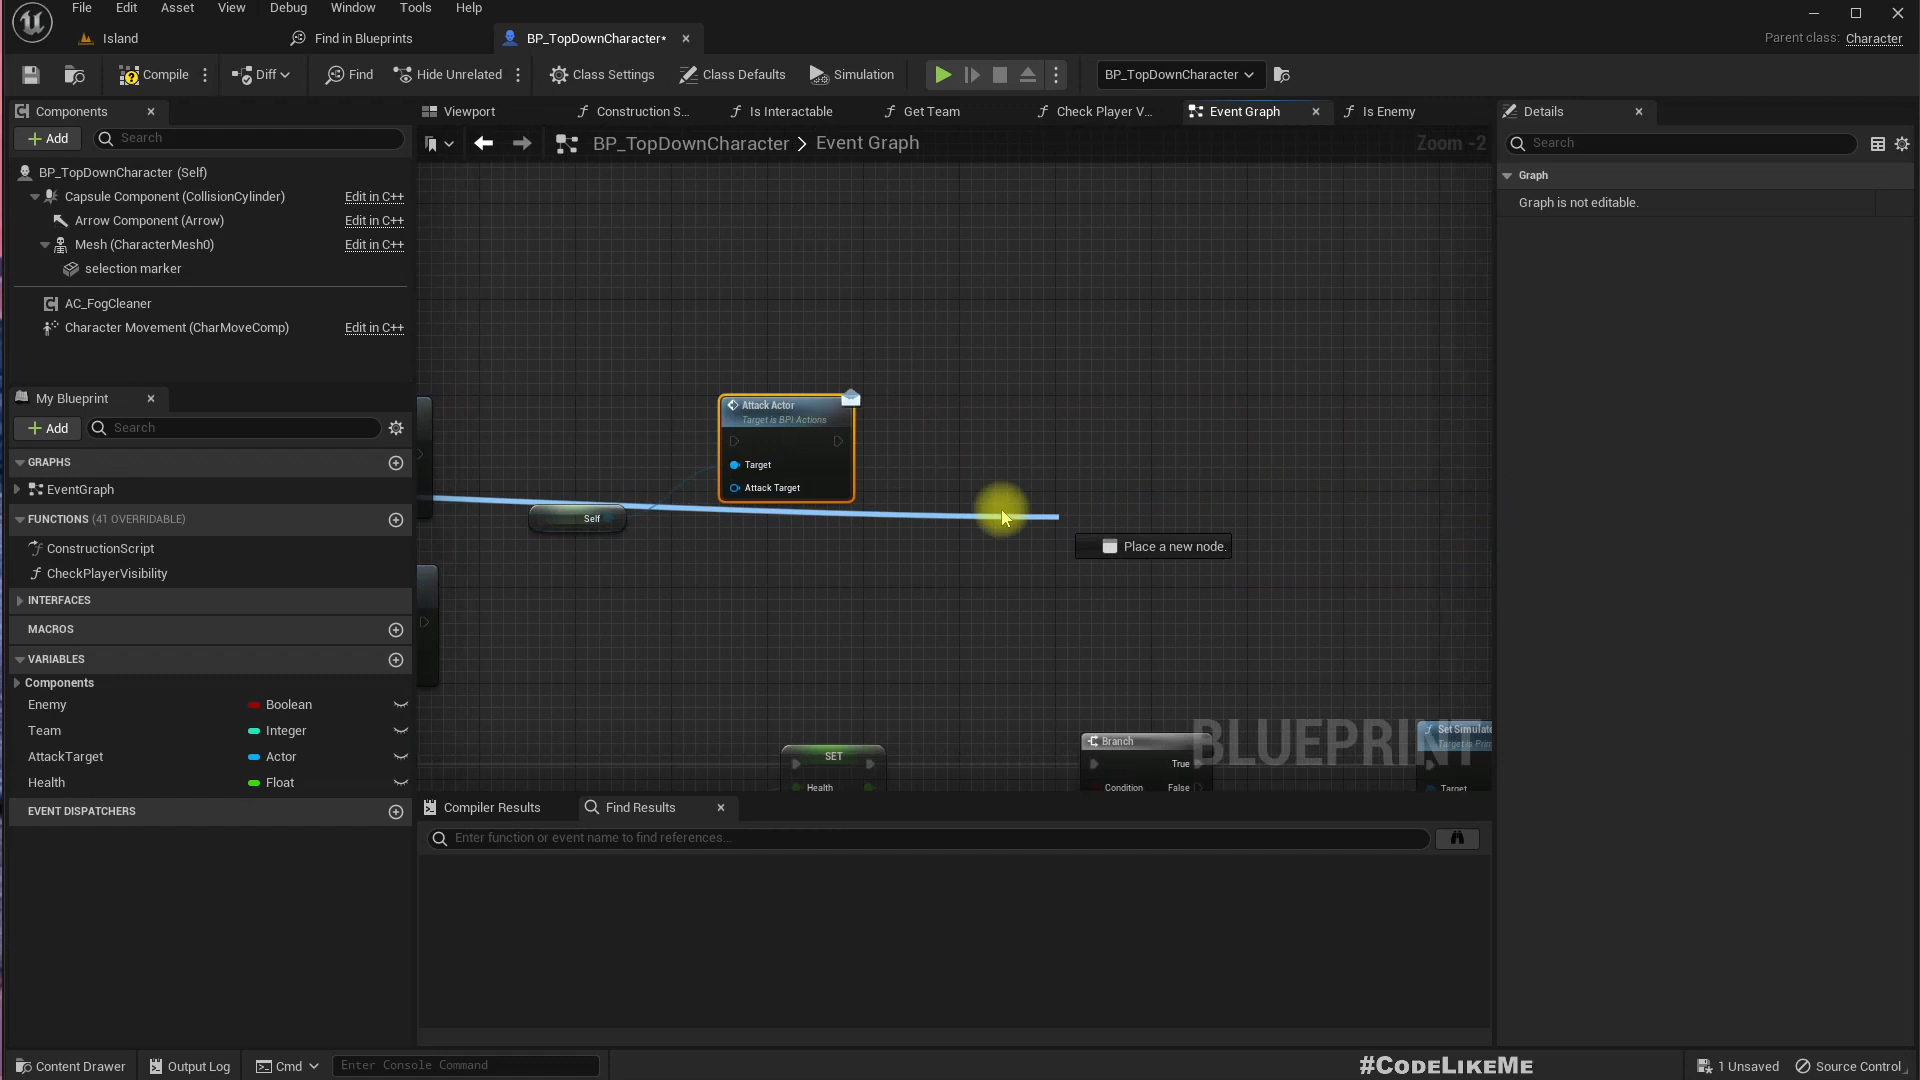 File Edit Asset View Debug Window Tools Help
Island
Find in Blueprints
BP_TopDownCharacter*
Parent class: Character
Compile
Diff
Find
Hide Unrelated
Class Settings
Class Defaults
Simulation
BP_TopDownCharacter
Components
Viewport
Construction S...
Is Interactable
Get Team
Check Player V...
Event Graph
Is Enemy
Details
Add
Search
BP_TopDownCharacter > Event Graph
Zoom -2
Search
BP_TopDownCharacter (Self)
Capsule Component (CollisionCylinder) Edit in C++
Arrow Component (Arrow) Edit in C++
Mesh (CharacterMesh0) Edit in C++
selection marker
AC_FogCleaner
Character Movement (CharMoveComp) Edit in C++
Graph
Graph is not editable.
My Blueprint
Add
Search
GRAPHS
EventGraph
FUNCTIONS (41 OVERRIDABLE)
ConstructionScript
CheckPlayerVisibility
INTERFACES
MACROS
VARIABLES
Components
Enemy Boolean
Team Integer
AttackTarget Actor
Health Float
EVENT DISPATCHERS
Attack Actor
Target is BPI Actions
Target
Attack Target
Self
Place a new node.
SET
Health
Branch
True
Condition False
Set Simulate
Target is Prim
Target
BLUEPRINT
Compiler Results
Find Results
Enter function or event name to find references...
Content Drawer
Output Log
Cmd
Enter Console Command
#CODELIKEME
1 Unsaved
Source Control